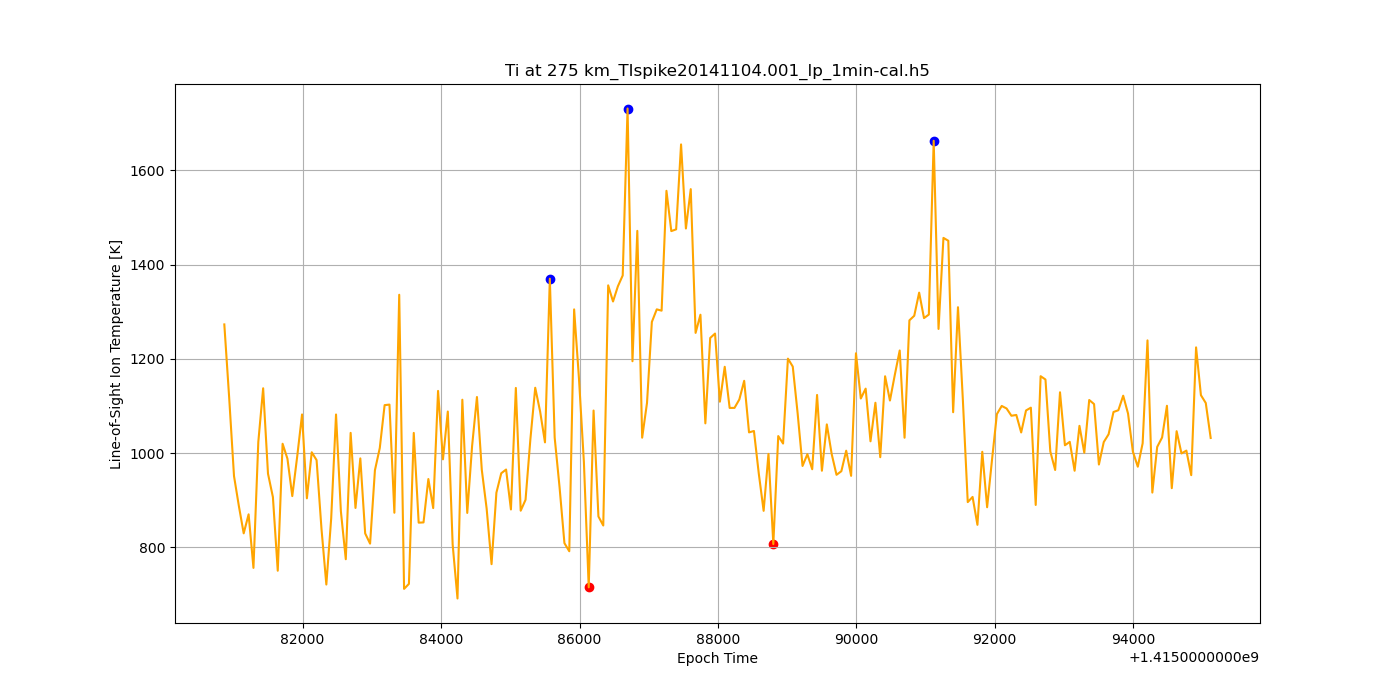 Ti at 275 km_TIspike20141104.001_lp_1min-cal.h5
Line-of-Sight Ion Temperature [K]
1600
1400
1200
1000
800
82000 84000 86000 88000 90000 92000 94000
Epoch Time
+1.4150000000e9